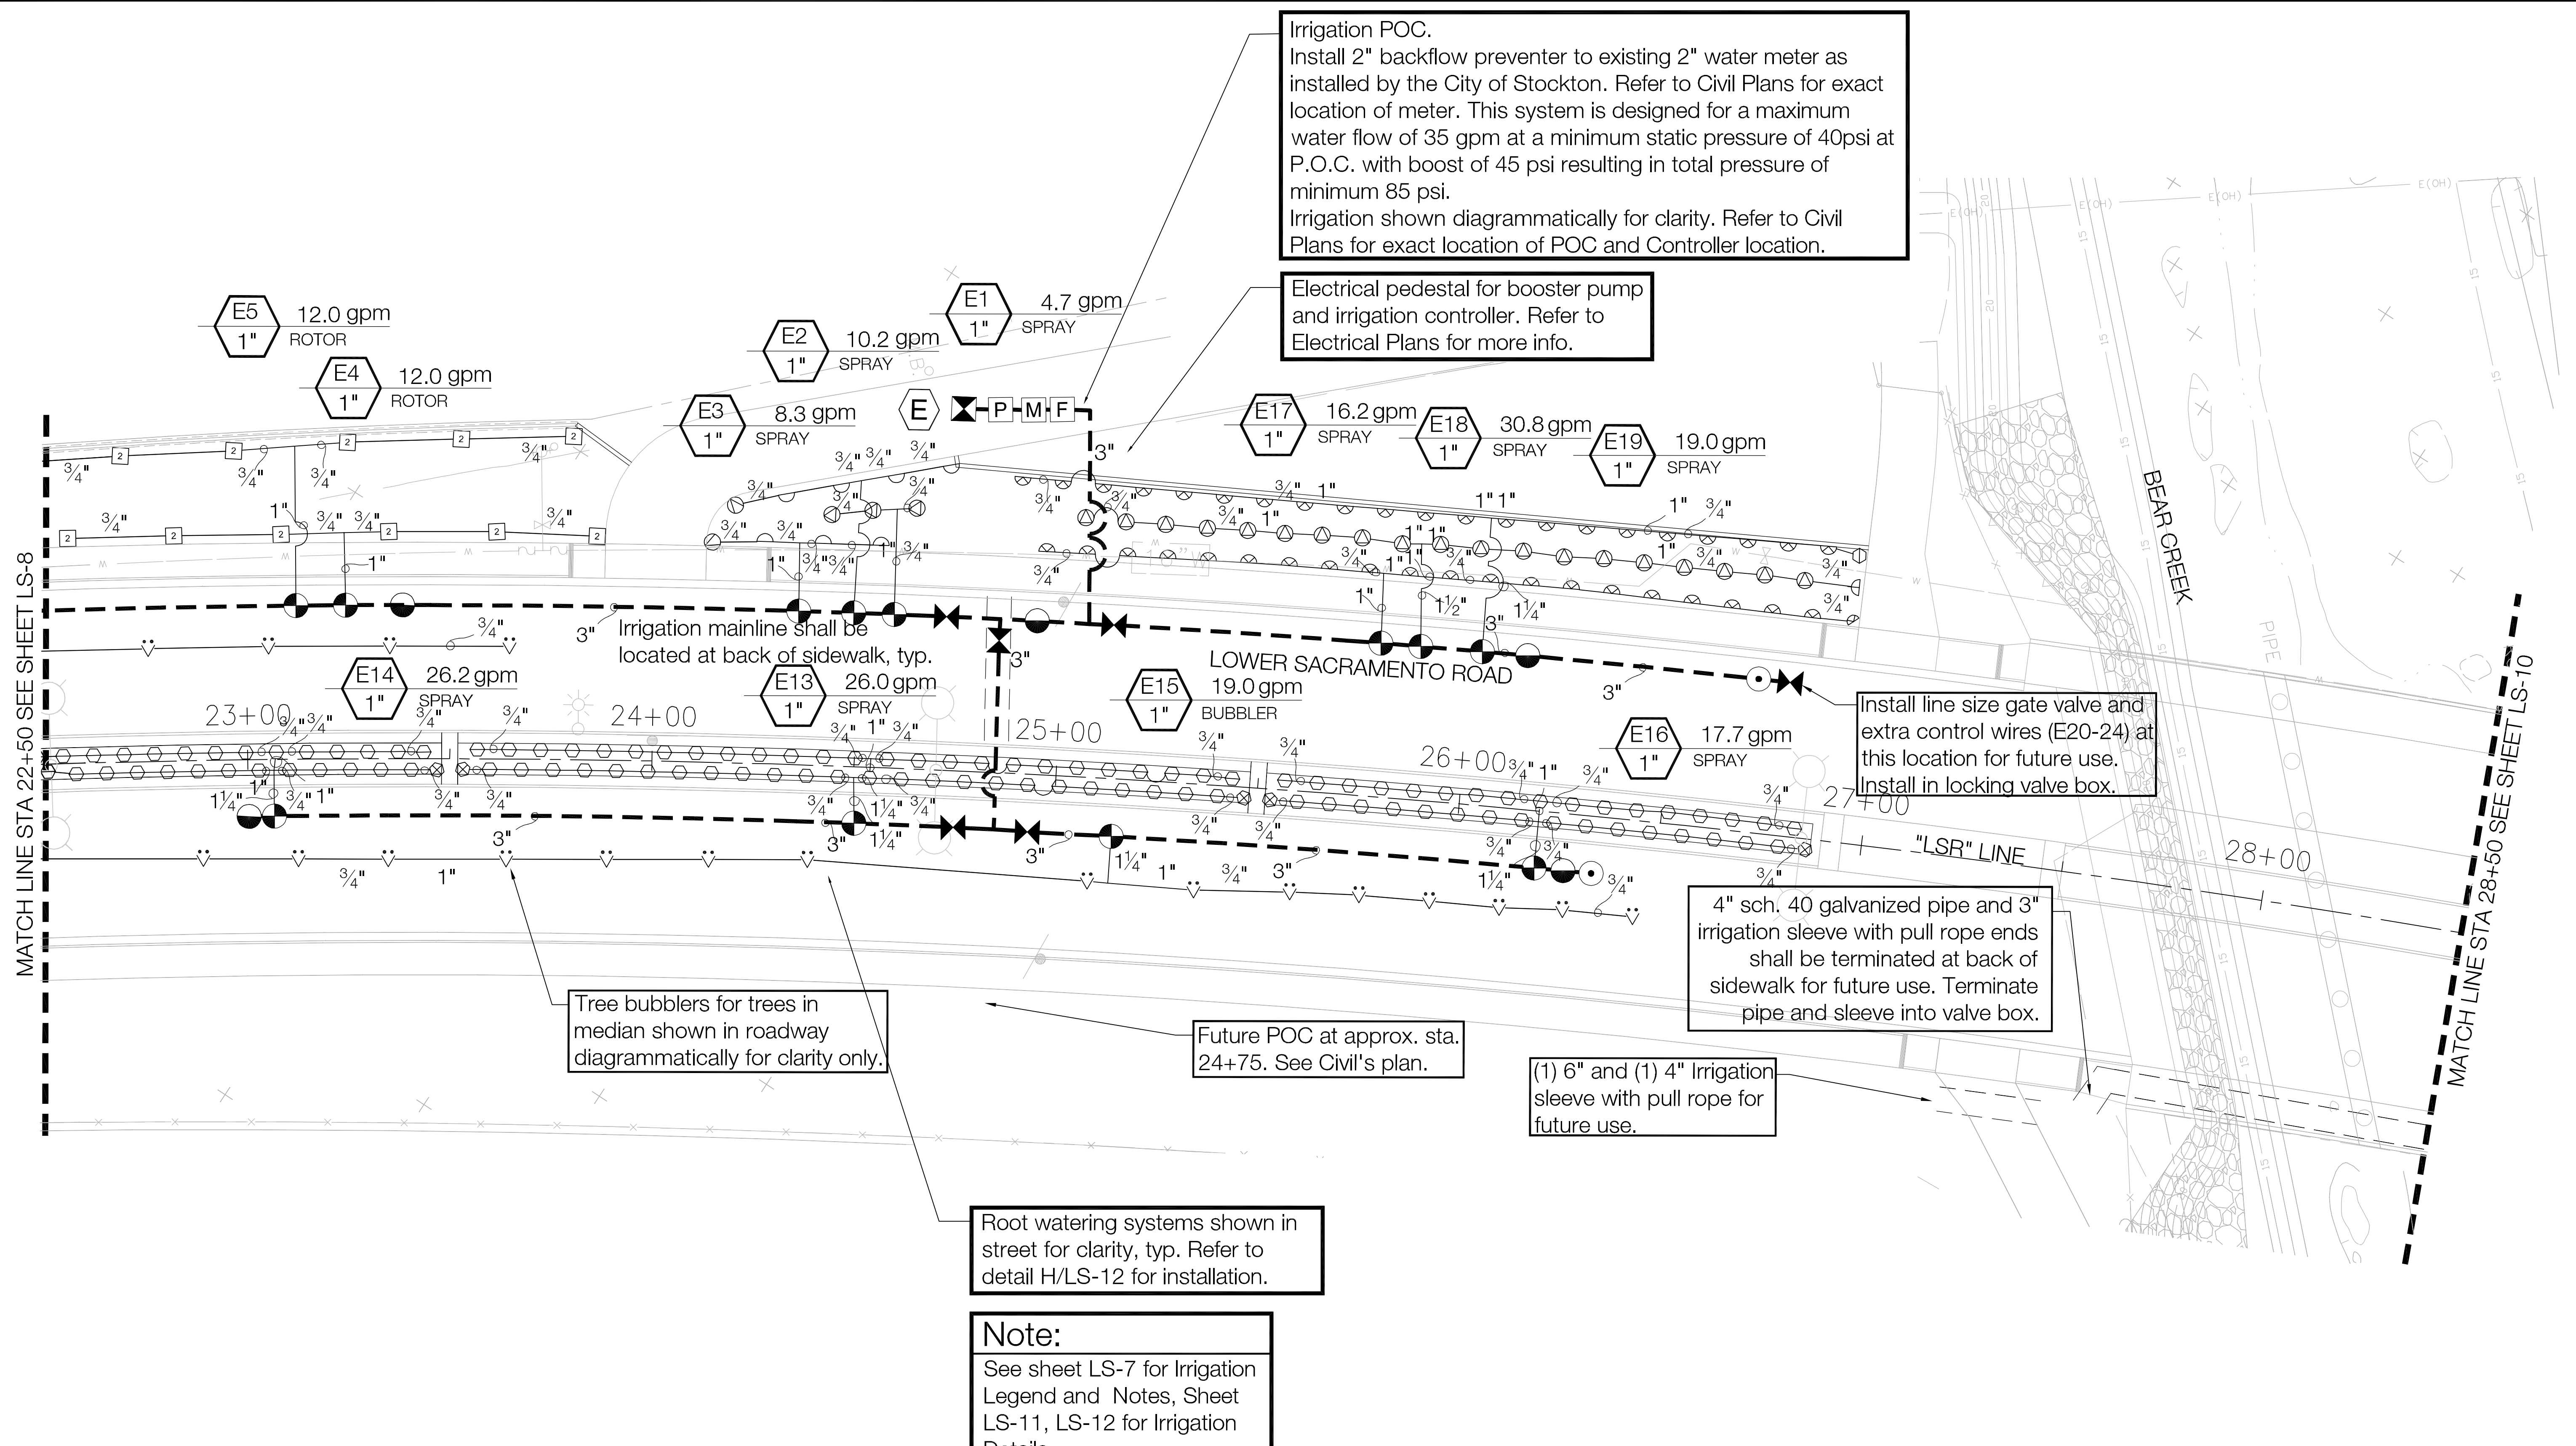 Irrigation POC.
Install 2" backflow preventer to existing 2" water meter as
installed by the City of Stockton. Refer to Civil Plans for exact
location of meter. This system is designed for a maximum
water flow of 35 gpm at a minimum static pressure of 40psi at
P.O.C. with boost of 45 psi resulting in total pressure of
minimum 85 psi.
Irrigation shown diagrammatically for clarity. Refer to Civil
Plans for exact location of POC and Controller location.
Electrical pedestal for booster pump
and irrigation controller. Refer to
Electrical Plans for more info.
E(OH) E(OH) E(OH) E(OH)
E5 12.0 gpm
1" ROTOR
E4 12.0 gpm
1" ROTOR
E1 4.7 gpm
1" SPRAY
E2 10.2 gpm
1" SPRAY
E3 8.3 gpm
1" SPRAY
E P M F
3"
E17 16.2 gpm
1" SPRAY
E18 30.8 gpm
1" SPRAY
E19 19.0 gpm
1" SPRAY
MATCH LINE STA 22+50 SEE SHEET LS-8
3"
Irrigation mainline shall be
located at back of sidewalk, typ.
3"
3"
LOWER SACRAMENTO ROAD
3"
BEAR CREEK
PIPE
Install line size gate valve and
extra control wires (E20-24) at
this location for future use.
Install in locking valve box.
E14 26.2 gpm
1" SPRAY
E13 26.0 gpm
1" SPRAY
E15 19.0 gpm
1" BUBBLER
E16 17.7 gpm
1" SPRAY
23+00
24+00
25+00
26+00
27+00
28+00
"LSR" LINE
3"
3"
3"
3"
MATCH LINE STA 28+50 SEE SHEET LS-10
4" sch. 40 galvanized pipe and 3"
irrigation sleeve with pull rope ends
shall be terminated at back of
sidewalk for future use. Terminate
pipe and sleeve into valve box.
Tree bubblers for trees in
median shown in roadway
diagrammatically for clarity only.
Future POC at approx. sta.
24+75. See Civil's plan.
(1) 6" and (1) 4" Irrigation
sleeve with pull rope for
future use.
Root watering systems shown in
street for clarity, typ. Refer to
detail H/LS-12 for installation.
Note:
See sheet LS-7 for Irrigation
Legend and Notes, Sheet
LS-11, LS-12 for Irrigation